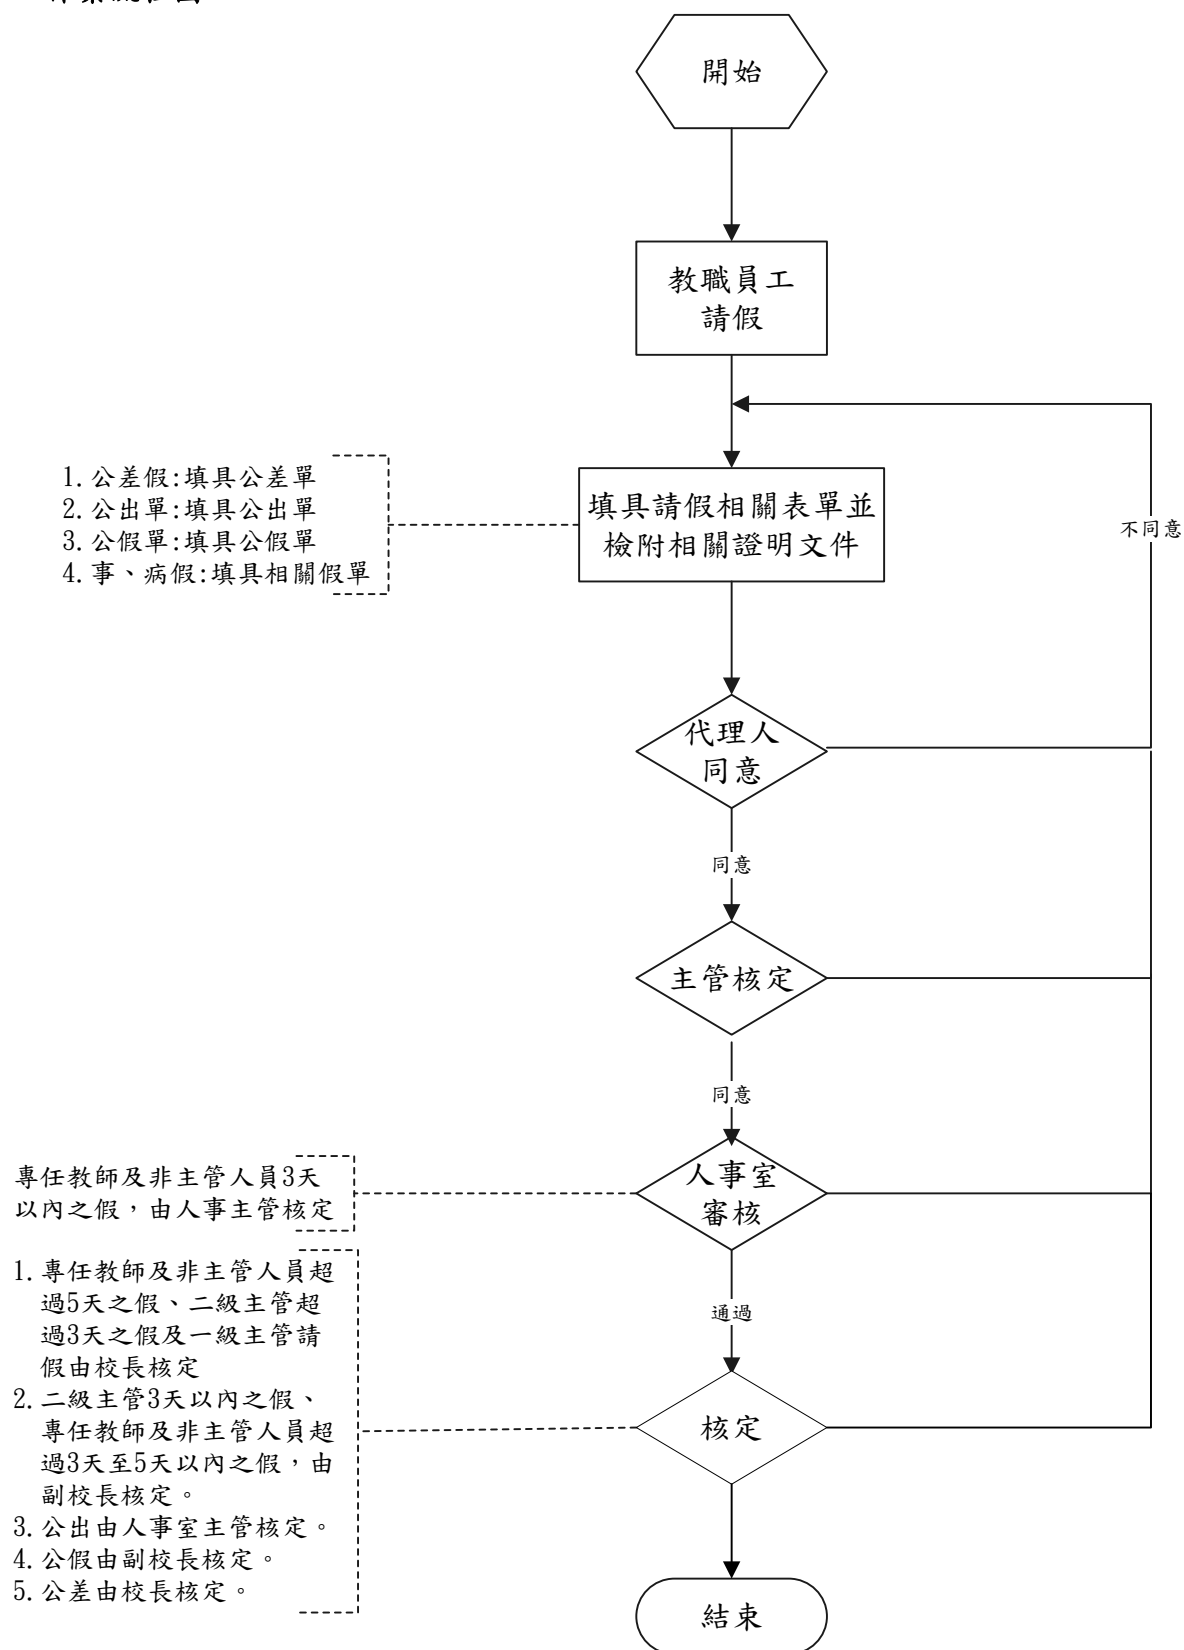 開始
教職員工
請假
1.公差假:填具公差單
2.公出單:填具公出單
3.公假單:填具公假單
4.事、病假:填具相關假單
填具請假相關表單並
檢附相關證明文件
不同意
代理人
同意
同意
主管核定
同意
專任教師及非主管人員3天
以內之假，由人事主管核定
人事室
審核
1.專任教師及非主管人員超
過5天之假、二級主管超
過3天之假及一級主管請
假由校長核定
2.二級主管3天以內之假、
專任教師及非主管人員超
過3天至5天以內之假，由
副校長核定。
3.公出由人事室主管核定。
4.公假由副校長核定。
5.公差由校長核定。
通過
核定
結束